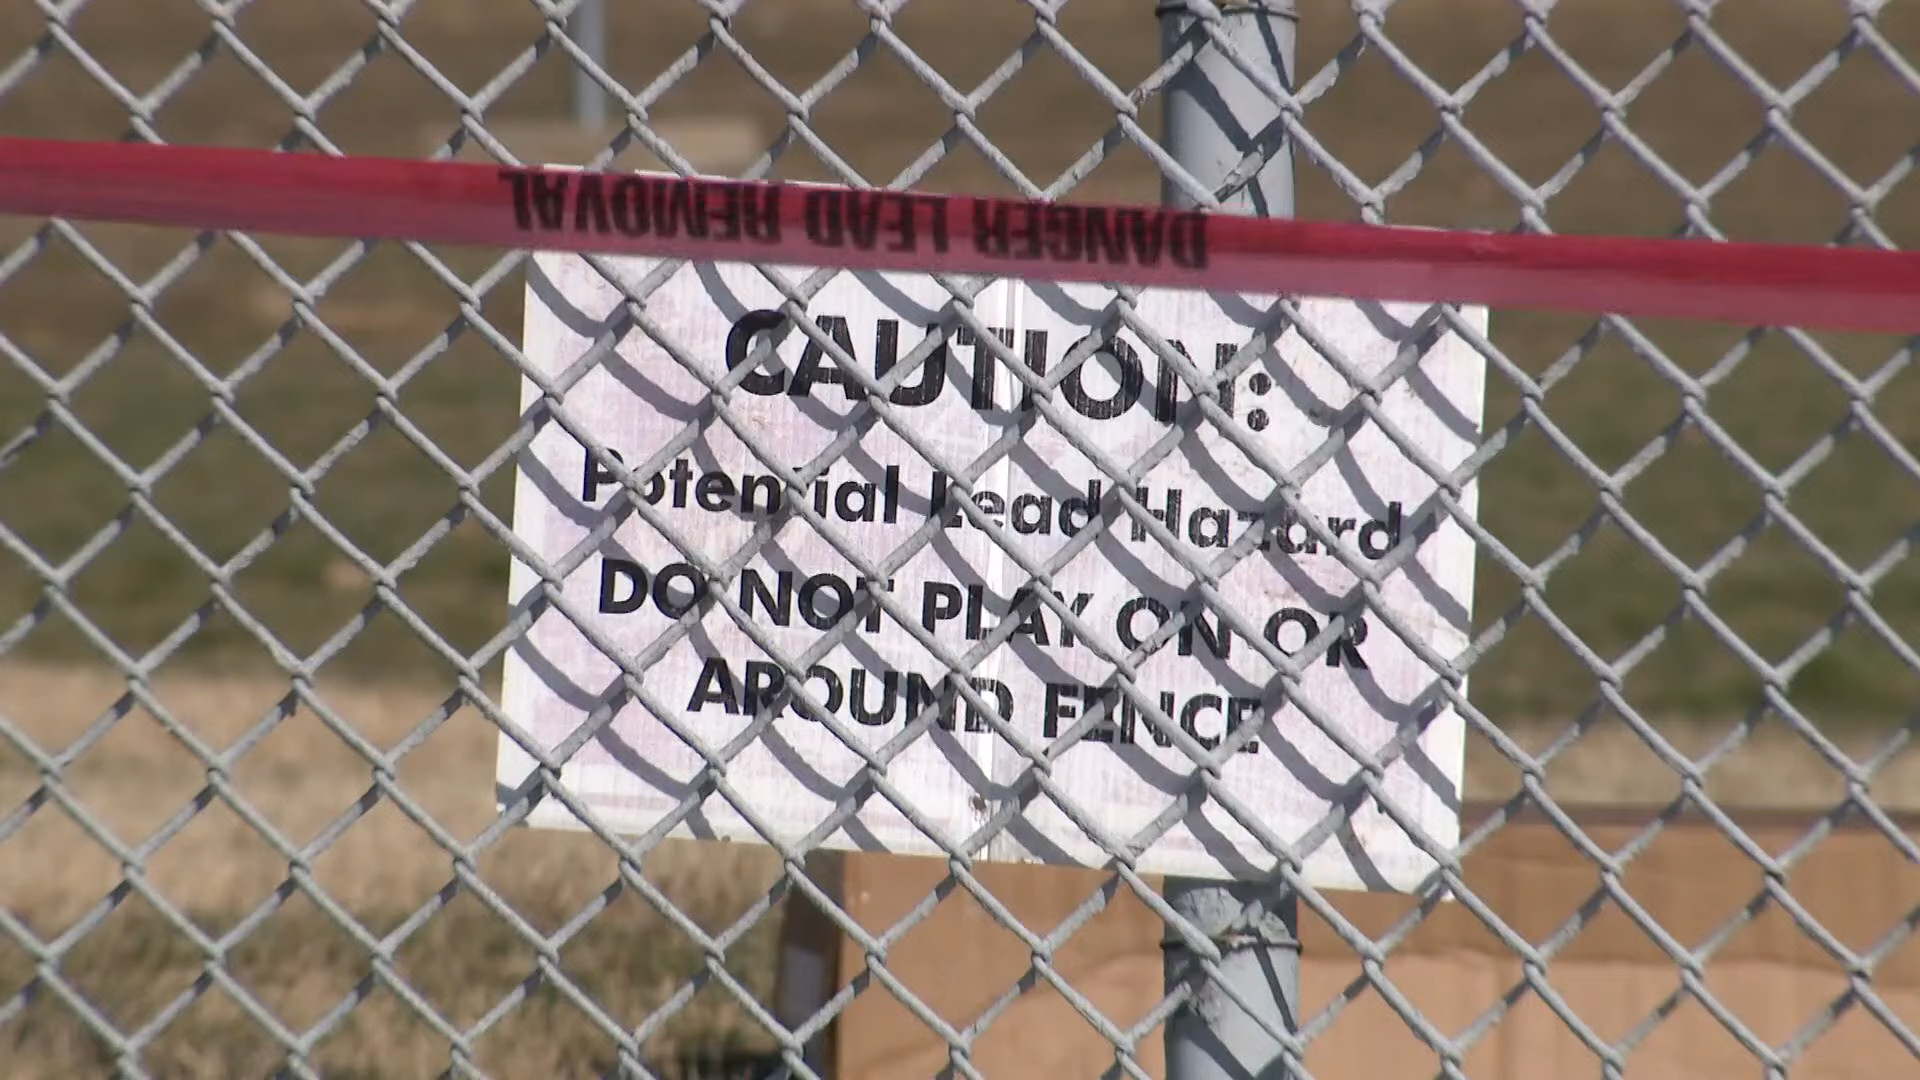 DANGER LEAD REMOVAL
CAUTION:
Potential Lead Hazard
DO NOT PLAY ON OR
AROUND FENCE